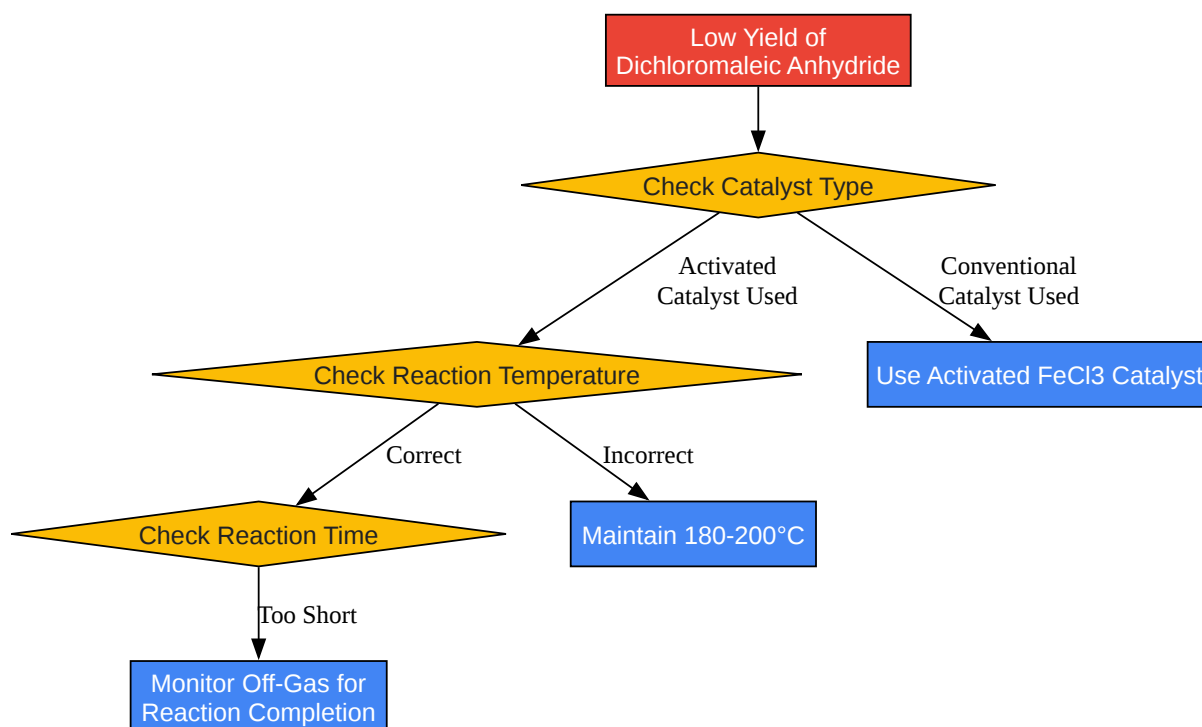 Low Yield of
Dichloromaleic Anhydride
Check Catalyst Type
Activated
Catalyst Used
Conventional
Catalyst Used
Check Reaction Temperature
Use Activated FeCl3 Catalyst
Correct
Incorrect
Check Reaction Time
Maintain 180-200°C
Too Short
Monitor Off-Gas for
Reaction Completion